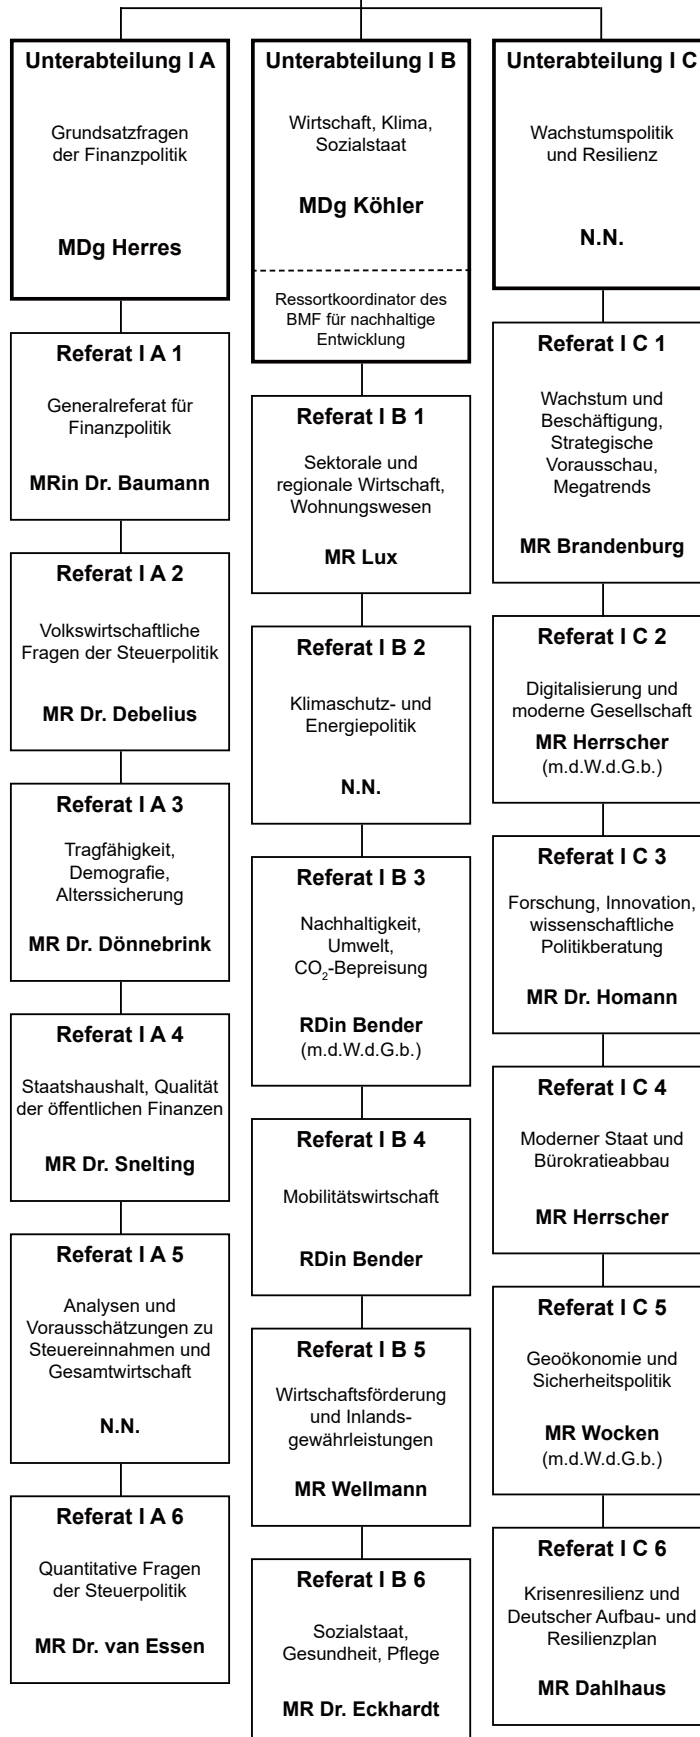 Unterabteilung I A
Grundsatzfragen
der Finanzpolitik
MDg Herres
Referat I A 1
Generalreferat für
Finanzpolitik
MRin Dr. Baumann
Referat I A 2
Volkswirtschaftliche
Fragen der Steuerpolitik
MR Dr. Debelius
Referat I A 3
Tragfähigkeit,
Demografie,
Alterssicherung
MR Dr. Dönnebrink
Referat I A 4
Staatshaushalt, Qualität
der öffentlichen Finanzen
MR Dr. Snelting
Referat I A 5
Analysen und
Vorausschätzungen zu
Steuereinnahmen und
Gesamtwirtschaft
N.N.
Referat I A 6
Quantitative Fragen
der Steuerpolitik
MR Dr. van Essen
Unterabteilung I B
Wirtschaft, Klima,
Sozialstaat
MDg Köhler
Ressortkoordinator des
BMF für nachhaltige
Entwicklung
Referat I B 1
Sektorale und
regionale Wirtschaft,
Wohnungswesen
MR Lux
Referat I B 2
Klimaschutz- und
Energiepolitik
N.N.
Referat I B 3
Nachhaltigkeit,
Umwelt,
CO₂-Bepreisung
RDin Bender
(m.d.W.d.G.b.)
Referat I B 4
Mobilitätswirtschaft
RDin Bender
Referat I B 5
Wirtschaftsförderung
und Inlands-
gewährleistungen
MR Wellmann
Referat I B 6
Sozialstaat,
Gesundheit, Pflege
MR Dr. Eckhardt
Unterabteilung I C
Wachstumspolitik
und Resilienz
N.N.
Referat I C 1
Wachstum und
Beschäftigung,
Strategische
Vorausschau,
Megatrends
MR Brandenburg
Referat I C 2
Digitalisierung und
moderne Gesellschaft
MR Herrscher
(m.d.W.d.G.b.)
Referat I C 3
Forschung, Innovation,
wissenschaftliche
Politikberatung
MR Dr. Homann
Referat I C 4
Moderner Staat und
Bürokratieabbau
MR Herrscher
Referat I C 5
Geoökonomie und
Sicherheitspolitik
MR Wocken
(m.d.W.d.G.b.)
Referat I C 6
Krisenresilienz und
Deutscher Aufbau- und
Resilienzplan
MR Dahlhaus